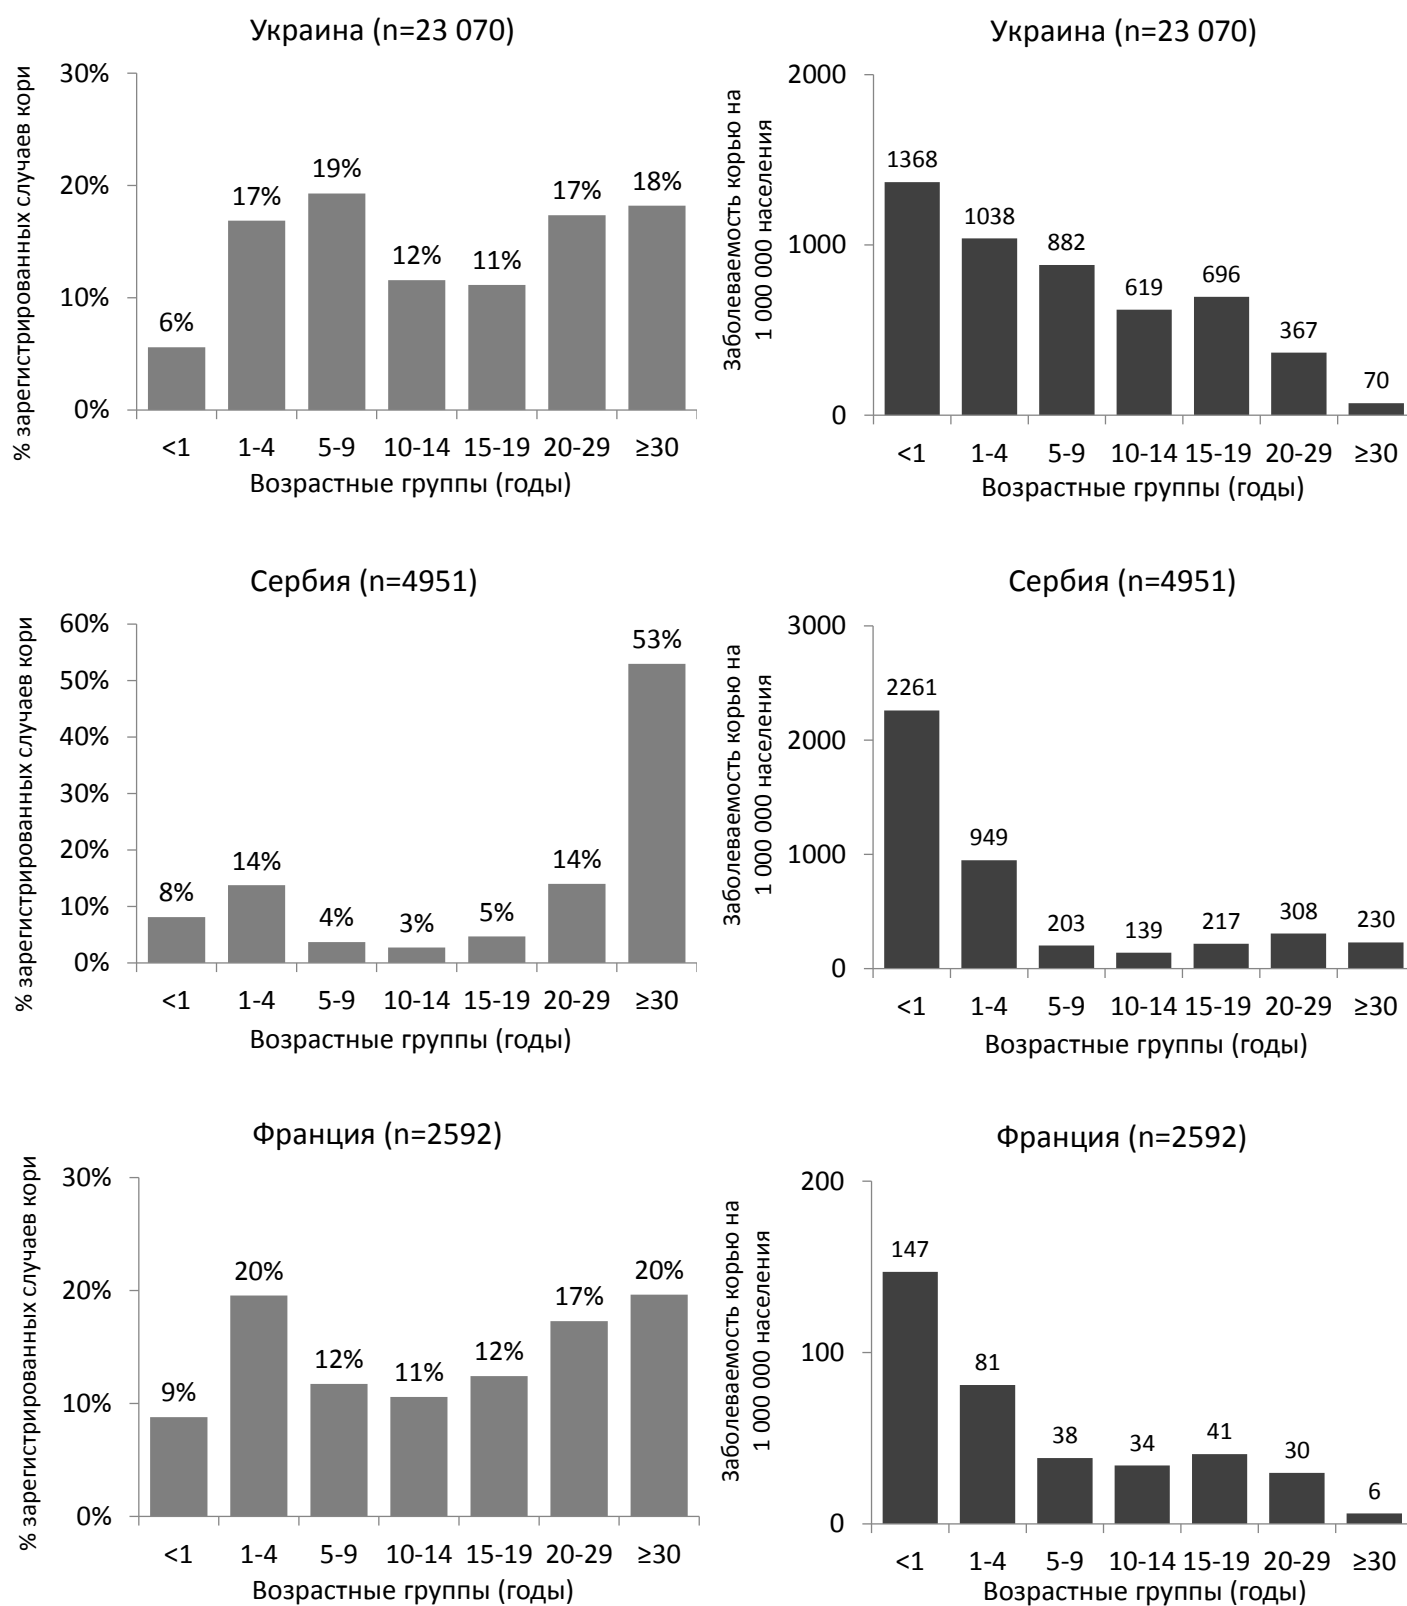 Украина (n=23 070)
% зарегистрированных случаев кори
30%
20%
10%
0%
6%
17%
19%
12%
11%
17%
18%
<1 1-4 5-9 10-14 15-19 20-29 ≥30
Возрастные группы (годы)
Украина (n=23 070)
Заболеваемость корью на
1 000 000 населения
2000
1000
0
1368
1038
882
619
696
367
70
<1 1-4 5-9 10-14 15-19 20-29 ≥30
Возрастные группы (годы)
Сербия (n=4951)
% зарегистрированных случаев кори
60%
50%
40%
30%
20%
10%
0%
8%
14%
4%
3%
5%
14%
53%
<1 1-4 5-9 10-14 15-19 20-29 ≥30
Возрастные группы (годы)
Сербия (n=4951)
Заболеваемость корью на
1 000 000 населения
3000
2000
1000
0
2261
949
203
139
217
308
230
<1 1-4 5-9 10-14 15-19 20-29 ≥30
Возрастные группы (годы)
Франция (n=2592)
% зарегистрированных случаев кори
30%
20%
10%
0%
9%
20%
12%
11%
12%
17%
20%
<1 1-4 5-9 10-14 15-19 20-29 ≥30
Возрастные группы (годы)
Франция (n=2592)
Заболеваемость корью на
1 000 000 населения
200
100
0
147
81
38
34
41
30
6
<1 1-4 5-9 10-14 15-19 20-29 ≥30
Возрастные группы (годы)